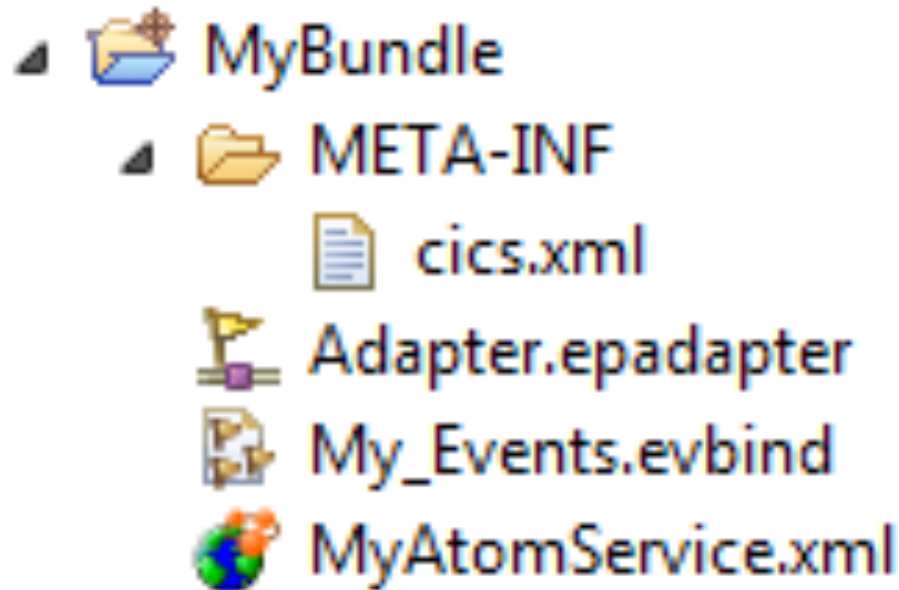 MyBundle
META-INF
cics.xml
Adapter.epadapter
My_Events.evbind
MyAtomService.xml